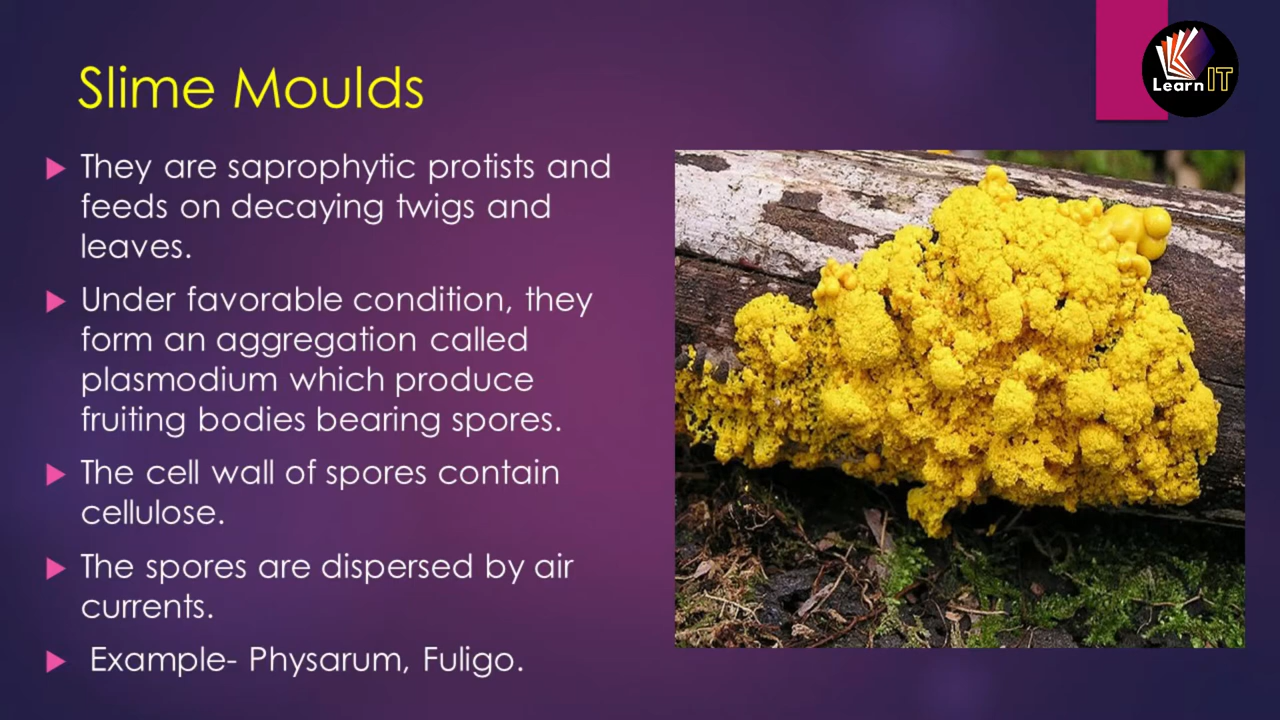 Slime Moulds
Learn IT
They are saprophytic protists and
feeds on decaying twigs and
leaves.
Under favorable condition, they
form an aggregation called
plasmodium which produce
fruiting bodies bearing spores.
The cell wall of spores contain
cellulose.
The spores are dispersed by air
currents.
Example- Physarum, Fuligo.